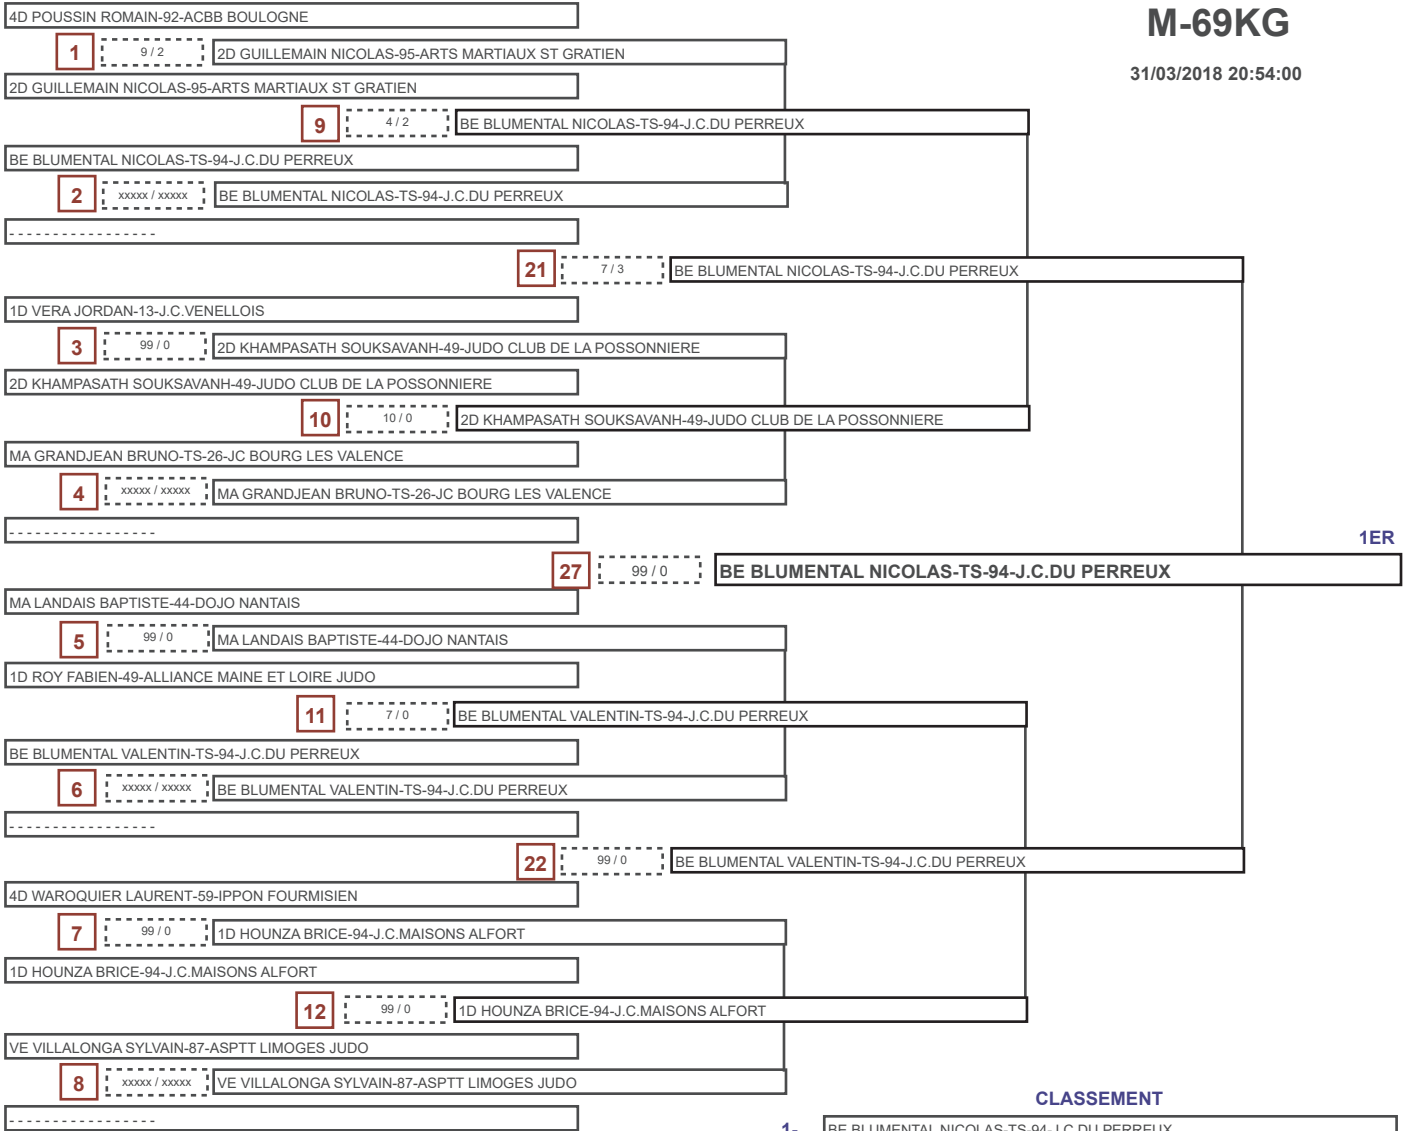 4D POUSSIN ROMAIN-92-ACBB BOULOGNE
M-69KG
1 9 / 2 2D GUILLEMAIN NICOLAS-95-ARTS MARTIAUX ST GRATIEN
31/03/2018 20:54:00
2D GUILLEMAIN NICOLAS-95-ARTS MARTIAUX ST GRATIEN
9 4 / 2 BE BLUMENTAL NICOLAS-TS-94-J.C.DU PERREUX
BE BLUMENTAL NICOLAS-TS-94-J.C.DU PERREUX
2 xxxxx / xxxxx BE BLUMENTAL NICOLAS-TS-94-J.C.DU PERREUX
- - - - - - - - - - - - - - - - -
21 7 / 3 BE BLUMENTAL NICOLAS-TS-94-J.C.DU PERREUX
1D VERA JORDAN-13-J.C.VENELLOIS
3 99 / 0 2D KHAMPASATH SOUKSAVANH-49-JUDO CLUB DE LA POSSONNIERE
2D KHAMPASATH SOUKSAVANH-49-JUDO CLUB DE LA POSSONNIERE
10 10 / 0 2D KHAMPASATH SOUKSAVANH-49-JUDO CLUB DE LA POSSONNIERE
MA GRANDJEAN BRUNO-TS-26-JC BOURG LES VALENCE
4 xxxxx / xxxxx MA GRANDJEAN BRUNO-TS-26-JC BOURG LES VALENCE
- - - - - - - - - - - - - - - - -
1ER
27 99 / 0 BE BLUMENTAL NICOLAS-TS-94-J.C.DU PERREUX
MA LANDAIS BAPTISTE-44-DOJO NANTAIS
5 99 / 0 MA LANDAIS BAPTISTE-44-DOJO NANTAIS
1D ROY FABIEN-49-ALLIANCE MAINE ET LOIRE JUDO
11 7 / 0 BE BLUMENTAL VALENTIN-TS-94-J.C.DU PERREUX
BE BLUMENTAL VALENTIN-TS-94-J.C.DU PERREUX
6 xxxxx / xxxxx BE BLUMENTAL VALENTIN-TS-94-J.C.DU PERREUX
- - - - - - - - - - - - - - - - -
22 99 / 0 BE BLUMENTAL VALENTIN-TS-94-J.C.DU PERREUX
4D WAROQUIER LAURENT-59-IPPON FOURMISIEN
7 99 / 0 1D HOUNZA BRICE-94-J.C.MAISONS ALFORT
1D HOUNZA BRICE-94-J.C.MAISONS ALFORT
12 99 / 0 1D HOUNZA BRICE-94-J.C.MAISONS ALFORT
VE VILLALONGA SYLVAIN-87-ASPTT LIMOGES JUDO
8 xxxxx / xxxxx VE VILLALONGA SYLVAIN-87-ASPTT LIMOGES JUDO
CLASSEMENT
- - - - - - - - - - - - - - - - -
1- BE BLUMENTAL NICOLAS-TS-94-J.C.DU PERREUX